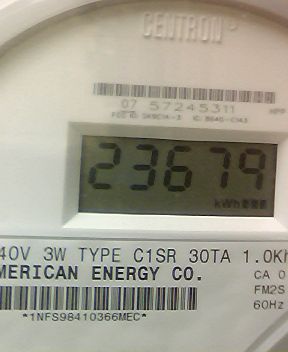 CENTRON
07 57245311
23679
kWh
40V 3W TYPE C1SR 30TA 1.0Kh
MERICAN ENERGY CO.
CA 0
FM2S
60Hz
*1NFS98410366MEC*